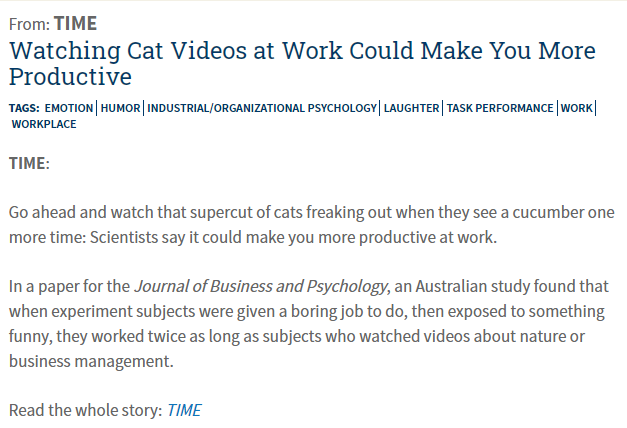 From: TIME
Watching Cat Videos at Work Could Make You More
Productive
TAGS: EMOTION| HUMOR| INDUSTRIAL/ORGANIZATIONAL PSYCHOLOGY| LAUGHTER| TASK PERFORMANCE| WORK|
WORKPLACE
TIME:
Go ahead and watch that supercut of cats freaking out when they see a cucumber one
more time: Scientists say it could make you more productive at work.
In a paper for the Journal of Business and Psychology, an Australian study found that
when experiment subjects were given a boring job to do, then exposed to something
funny, they worked twice as long as subjects who watched videos about nature or
business management.
Read the whole story: TIME